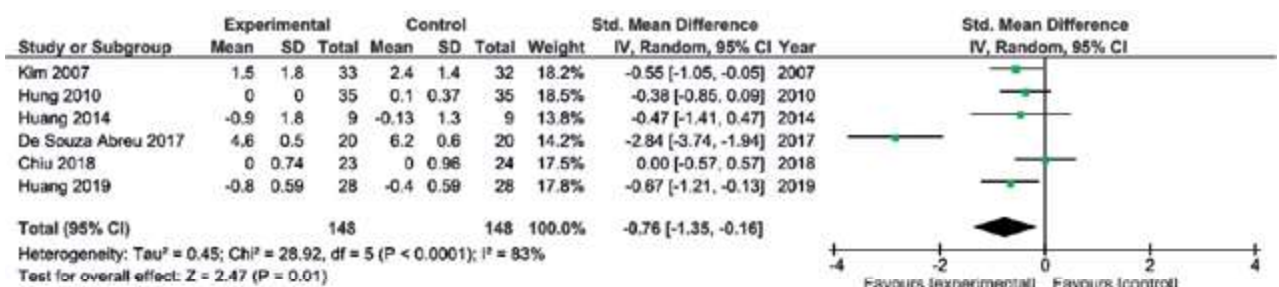 Experimental Control Std. Mean Difference Std. Mean Difference
Study or Subgroup Mean SD Total Mean SD Total Weight IV, Random, 95% CI Year IV, Random, 95% CI
Kim 2007 1.5 1.8 33 2.4 1.4 32 18.2% -0.55 [-1.05, -0.05] 2007
Hung 2010 0 0 35 0.1 0.37 35 18.5% -0.38 [-0.85, 0.09] 2010
Huang 2014 -0.9 1.8 9 -0.13 1.3 9 13.8% -0.47 [-1.41, 0.47] 2014
De Souza Abreu 2017 4.6 0.5 20 6.2 0.6 20 14.2% -2.84 [-3.74, -1.94] 2017
Chiu 2018 0 0.74 23 0 0.96 24 17.5% 0.00 [-0.57, 0.57] 2018
Huang 2019 -0.8 0.59 28 -0.4 0.59 28 17.8% -0.67 [-1.21, -0.13] 2019
Total (95% CI) 148 148 100.0% -0.76 [-1.35, -0.16]
Heterogeneity: Tau² = 0.45; Chi² = 28.92, df = 5 (P < 0.0001); I² = 83%
Test for overall effect: Z = 2.47 (P = 0.01)
-4 -2 0 2 4
Favours [experimental] Favours [control]